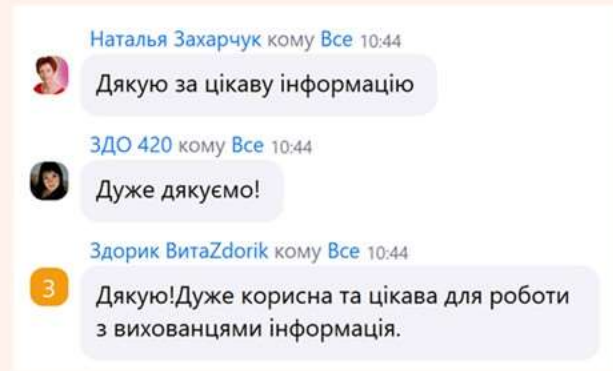 Наталья Захарчук кому Все 10:44
Дякую за цікаву інформацію
ЗДО 420 кому Все 10:44
Дуже дякуємо!
Здорик ВитаZdorik кому Все 10:44
З
Дякую!Дуже корисна та цікава для роботи
з вихованцями інформація.